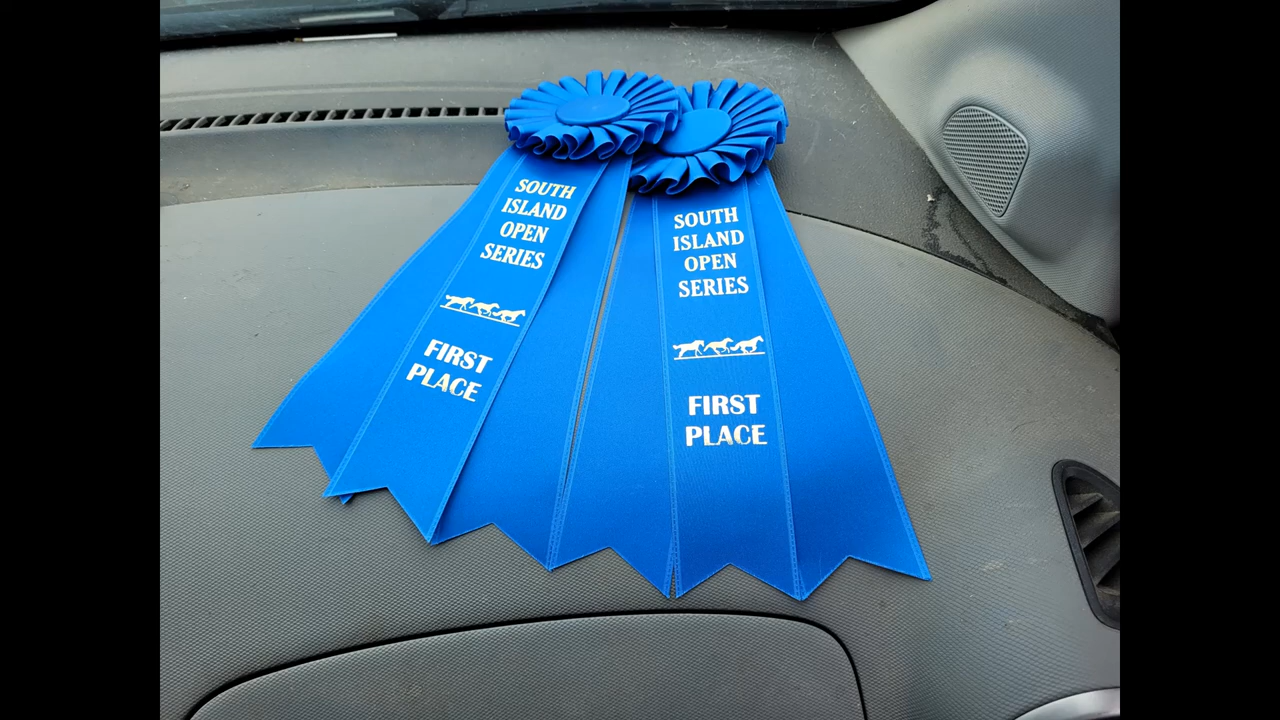 SOUTH
ISLAND
OPEN
SERIES
FIRST
PLACE
SOUTH
ISLAND
OPEN
SERIES
FIRST
PLACE